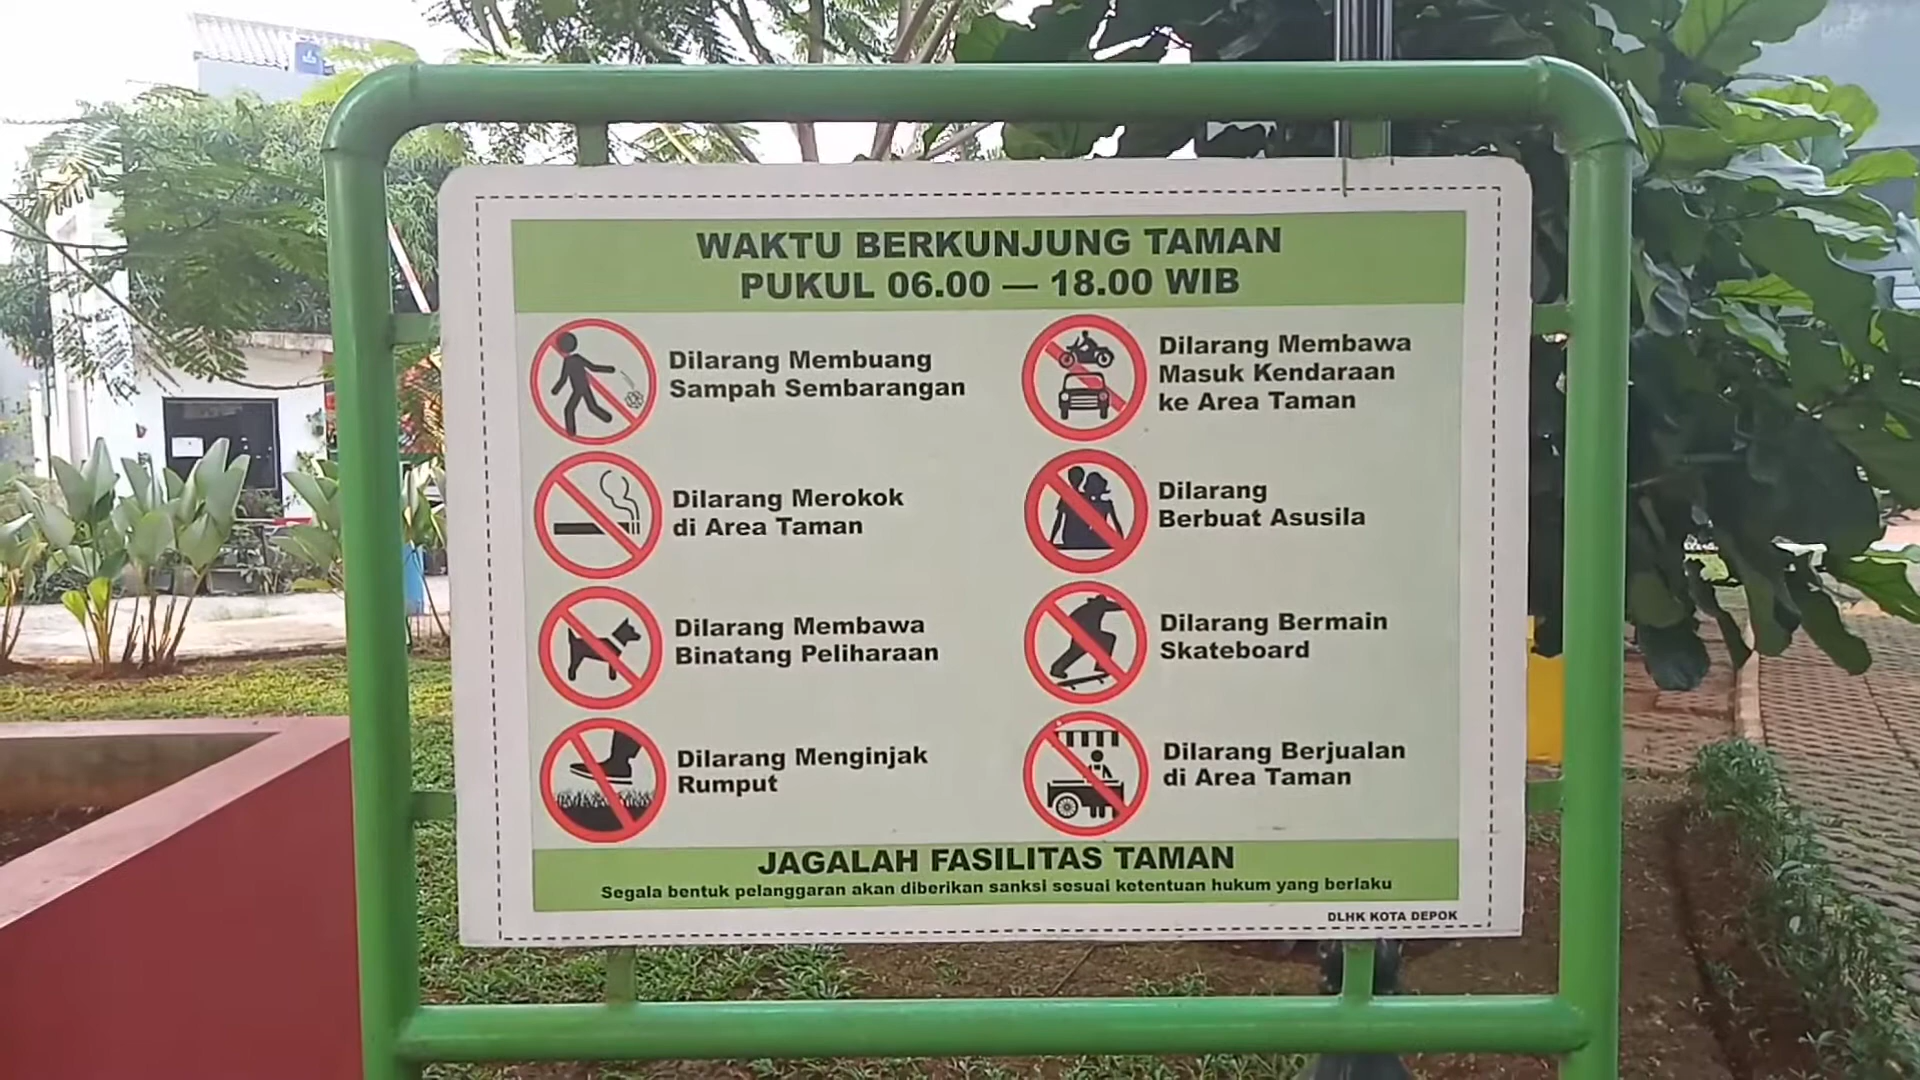 WAKTU BERKUNJUNG TAMAN
PUKUL 06.00 — 18.00 WIB
Dilarang Membuang
Sampah Sembarangan
Dilarang Merokok
di Area Taman
Dilarang Membawa
Binatang Peliharaan
Dilarang Menginjak
Rumput
Dilarang Membawa
Masuk Kendaraan
ke Area Taman
Dilarang
Berbuat Asusila
Dilarang Bermain
Skateboard
Dilarang Berjualan
di Area Taman
JAGALAH FASILITAS TAMAN
Segala bentuk pelanggaran akan diberikan sanksi sesuai ketentuan hukum yang berlaku
DLHK KOTA DEPOK